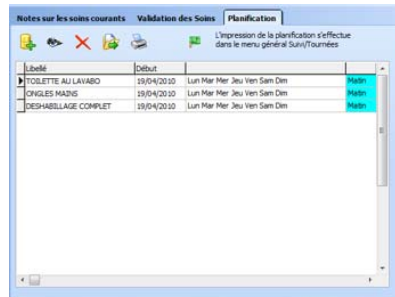 Notes sur les soins courants Validation des Soins Planification
L'impression de la planification s'effectue
dans le menu général Suivi/Tournées
Libellé Début
TOILETTE AU LAVABO 19/04/2010 Lun Mar Mer Jeu Ven Sam Dim Matin
ONGLES MAINS 19/04/2010 Lun Mar Mer Jeu Ven Sam Dim Matin
DESHABILLAGE COMPLET 19/04/2010 Lun Mar Mer Jeu Ven Sam Dim Matin